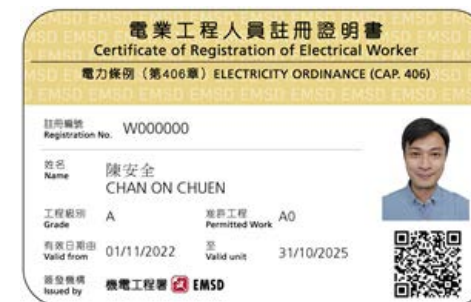 電業工程人員註冊證明書
Certificate of Registration of Electrical Worker
電力條例（第406章）ELECTRICITY ORDINANCE (CAP. 406)
註冊編號
Registration No. W000000
姓名
Name
陳安全
CHAN ON CHUEN
工程級別
Grade A
准許工程
Permitted Work A0
有效日期由
Valid from 01/11/2022
至
Valid unit 31/10/2025
簽發機構
Issued by 機電工程署 EMSD